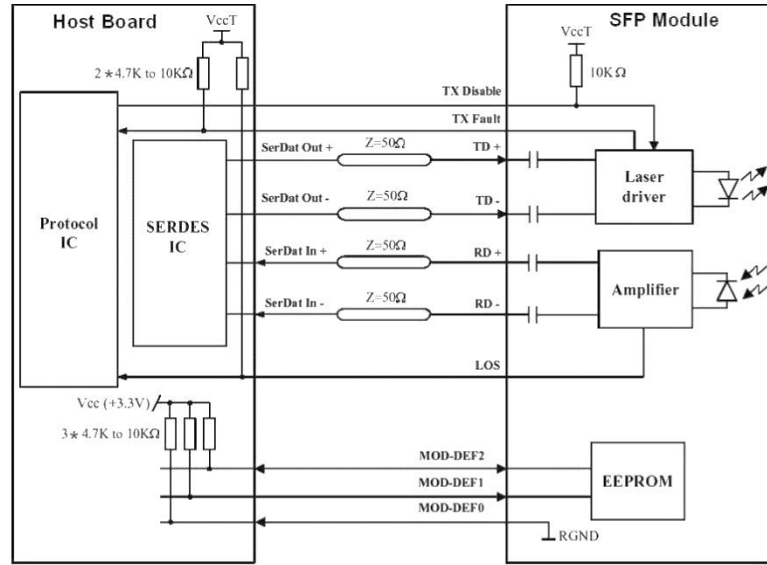 Host Board
VccT
2 * 4.7K to 10KΩ
SFP Module
VccT
10K Ω
TX Disable
TX Fault
Protocol
IC
SERDES
IC
SerDat Out +
Z=50Ω
TD +
SerDat Out -
Z=50Ω
TD -
SerDat In +
Z=50Ω
RD +
SerDat In -
Z=50Ω
RD -
Laser
driver
Amplifier
LOS
Vcc (+3.3V)
3 * 4.7K to 10KΩ
MOD-DEF2
MOD-DEF1
MOD-DEF0
EEPROM
RGND